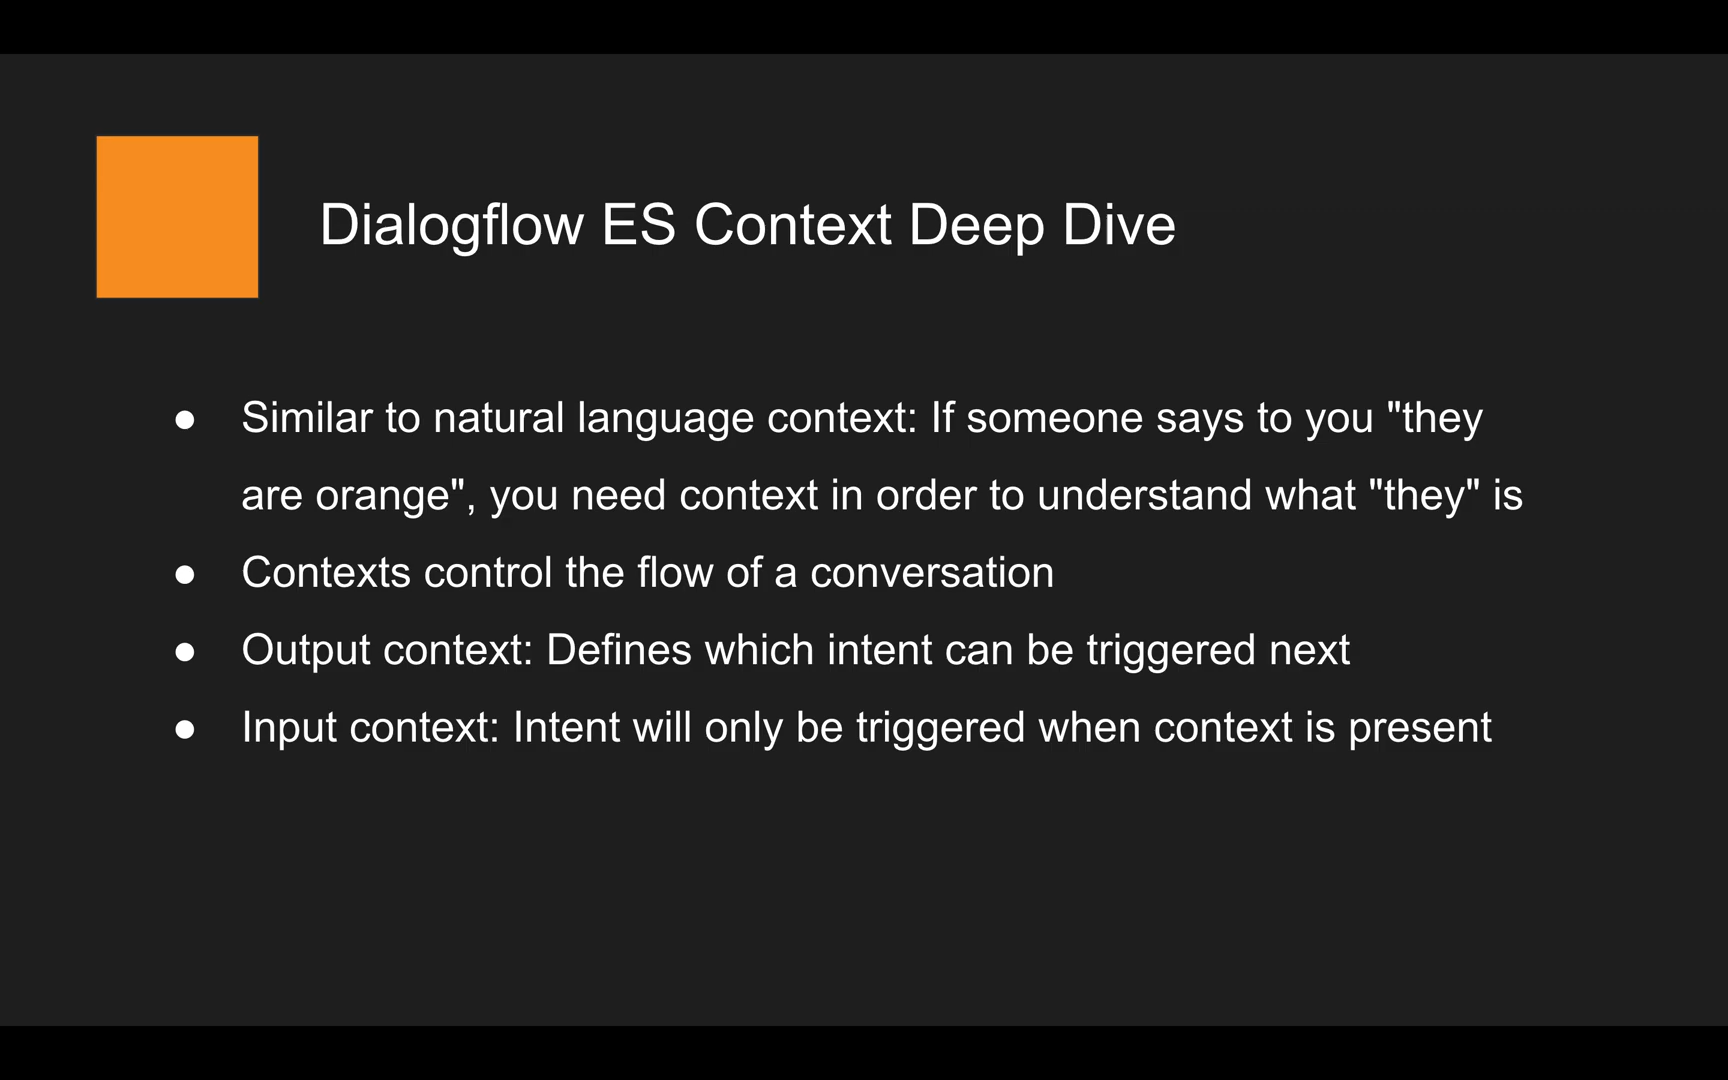 Dialogflow ES Context Deep Dive
● Similar to natural language context: If someone says to you "they
are orange", you need context in order to understand what "they" is
● Contexts control the flow of a conversation
● Output context: Defines which intent can be triggered next
● Input context: Intent will only be triggered when context is present